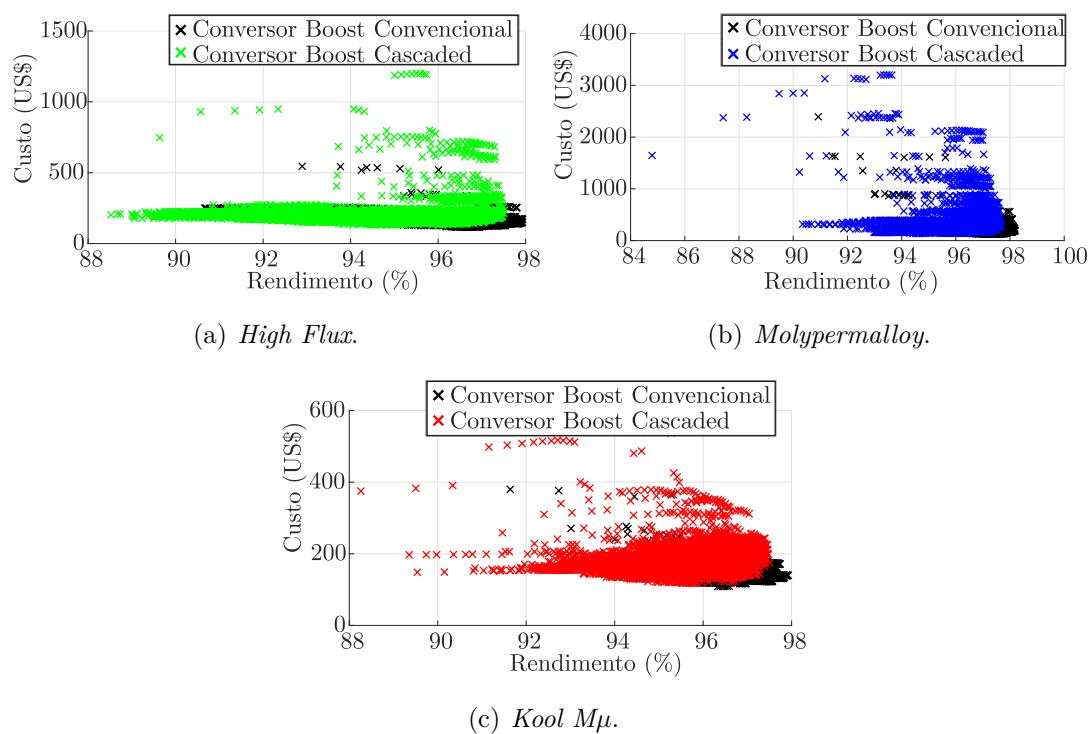 Conversor Boost Convencional
Conversor Boost Cascaded
Custo (US$)
1500
1000
500
0
88 90 92 94 96 98
Rendimento (%)
(a) High Flux.
Conversor Boost Convencional
Conversor Boost Cascaded
Custo (US$)
4000
3000
2000
1000
0
84 86 88 90 92 94 96 98 100
Rendimento (%)
(b) Molypermalloy.
Conversor Boost Convencional
Conversor Boost Cascaded
Custo (US$)
600
400
200
0
88 90 92 94 96 98
Rendimento (%)
(c) Kool Mµ.